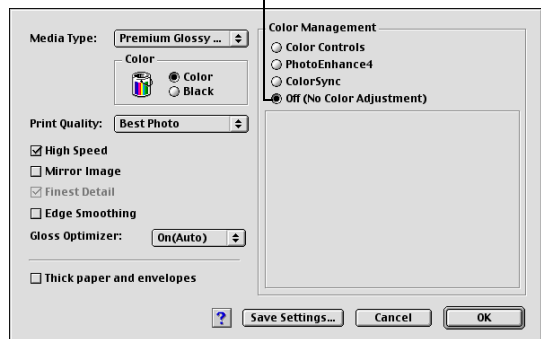 Media Type: Premium Glossy ...
Color
Color
Black
Print Quality: Best Photo
High Speed
Mirror Image
Finest Detail
Edge Smoothing
Gloss Optimizer: On(Auto)
Thick paper and envelopes
Color Management
Color Controls
PhotoEnhance4
ColorSync
Off (No Color Adjustment)
? Save Settings... Cancel OK